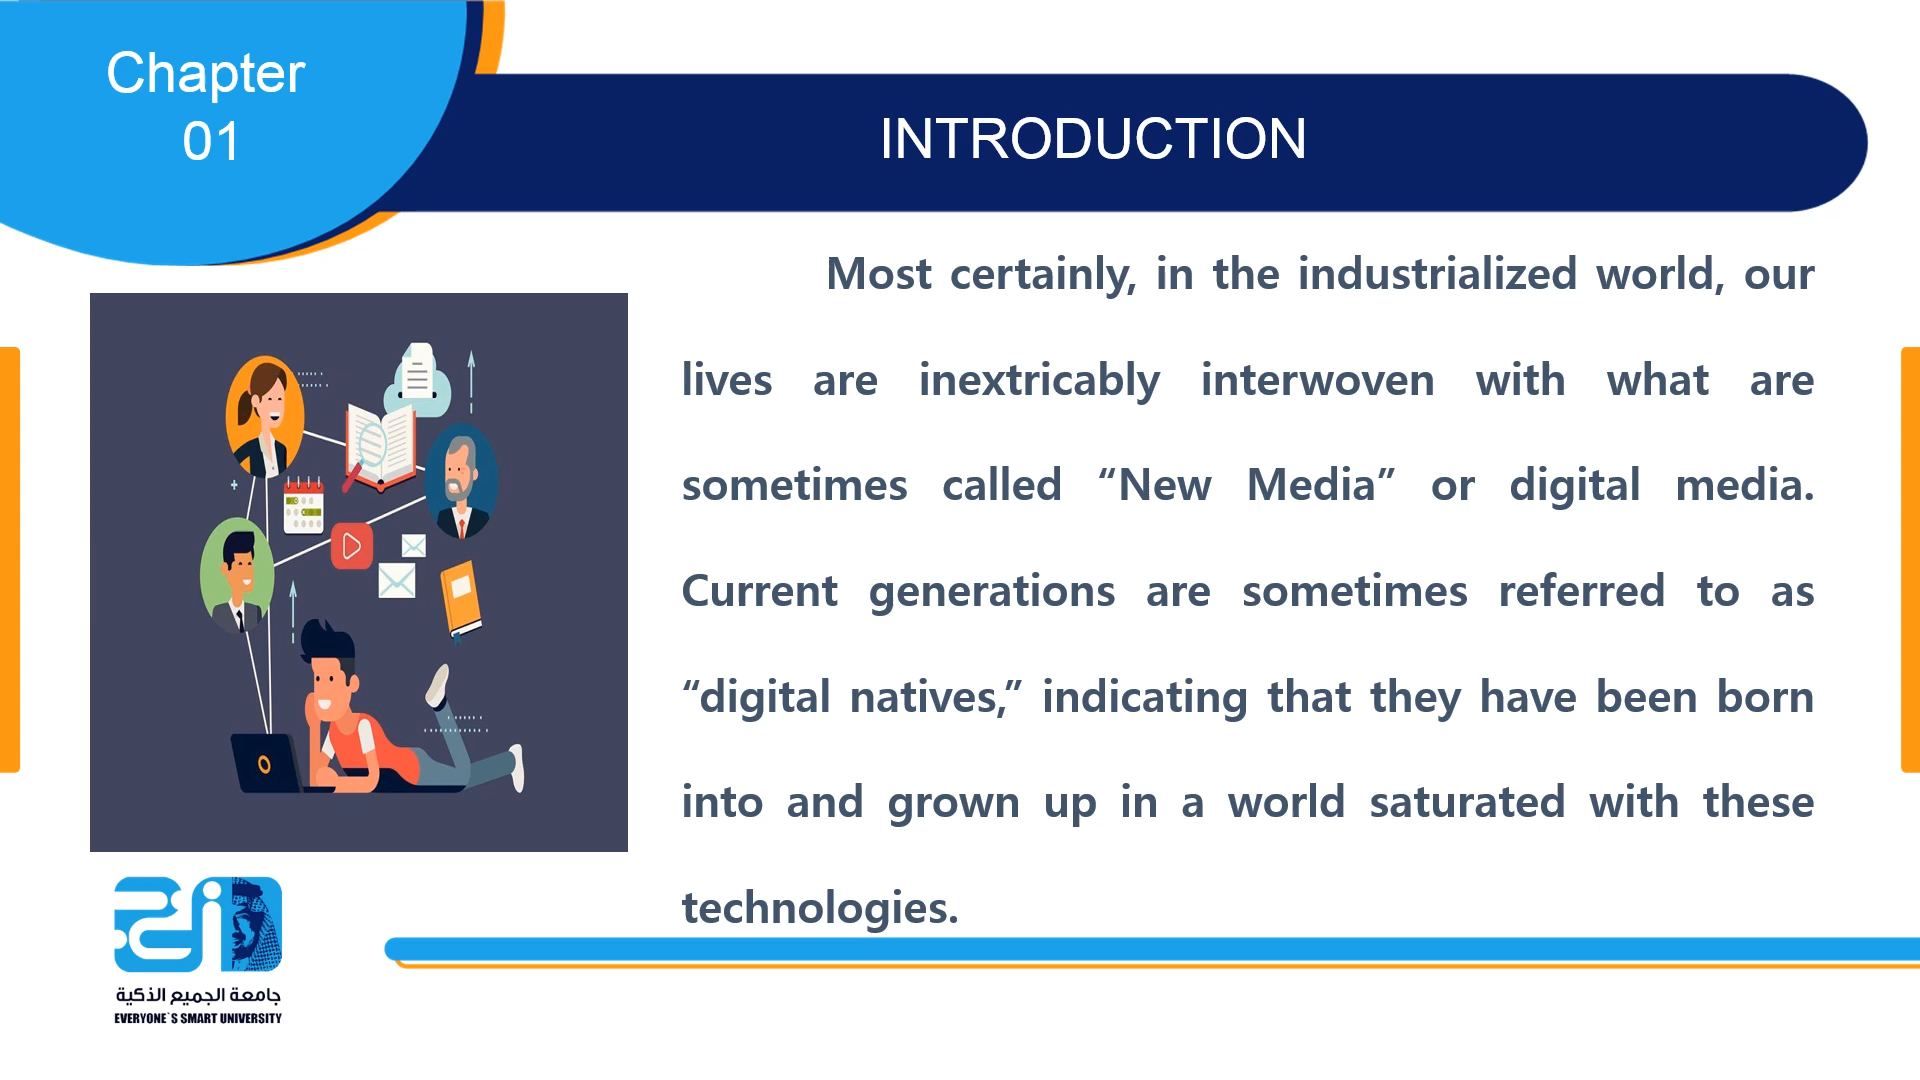 Chapter
01
INTRODUCTION
Most certainly, in the industrialized world, our
lives are inextricably interwoven with what are
sometimes called “New Media” or digital media.
Current generations are sometimes referred to as
“digital natives,” indicating that they have been born
into and grown up in a world saturated with these
technologies.
جامعة الجميع الذكية
EVERYONE`S SMART UNIVERSITY